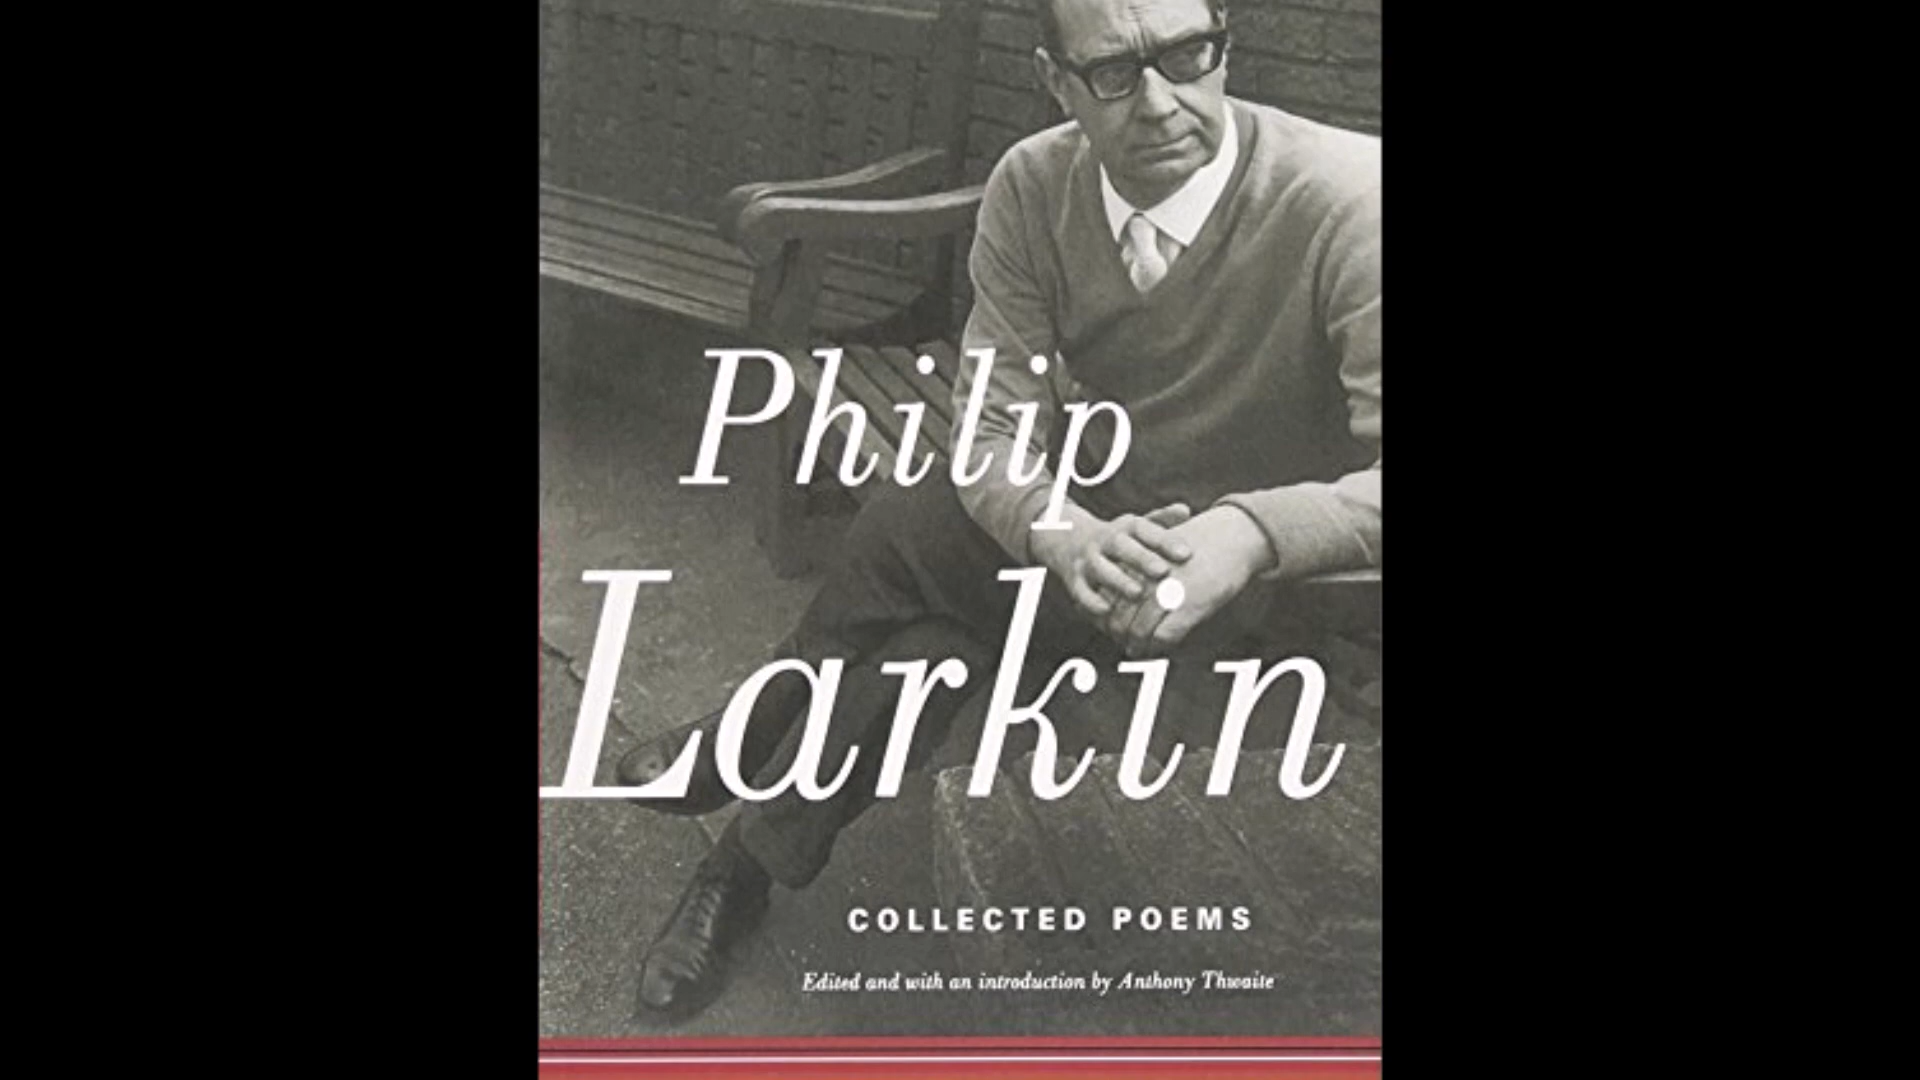 Philip
Larkin
COLLECTED POEMS
Edited and with an introduction by Anthony Thwaite